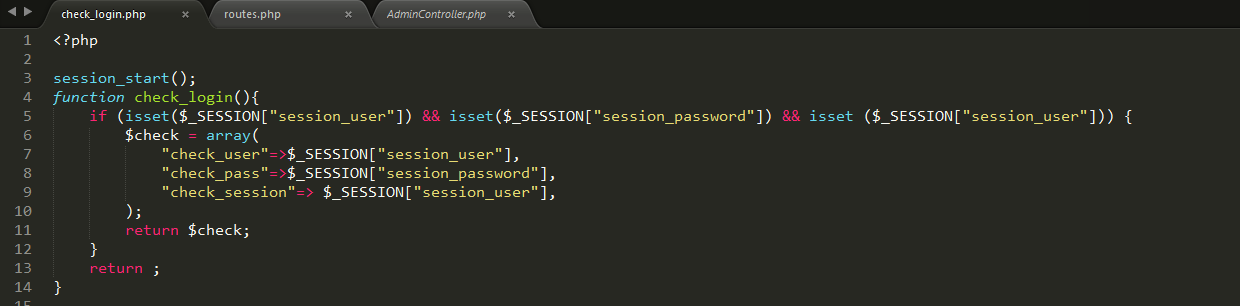 check_login.php × routes.php × AdminController.php ×
1 <?php
2
3 session_start();
4 function check_login(){
5     if (isset($_SESSION["session_user"]) && isset($_SESSION["session_password"]) && isset ($_SESSION["session_user"])) {
6         $check = array(
7             "check_user"=>$_SESSION["session_user"],
8             "check_pass"=>$_SESSION["session_password"],
9             "check_session"=> $_SESSION["session_user"],
10         );
11         return $check;
12     }
13     return ;
14 }
15